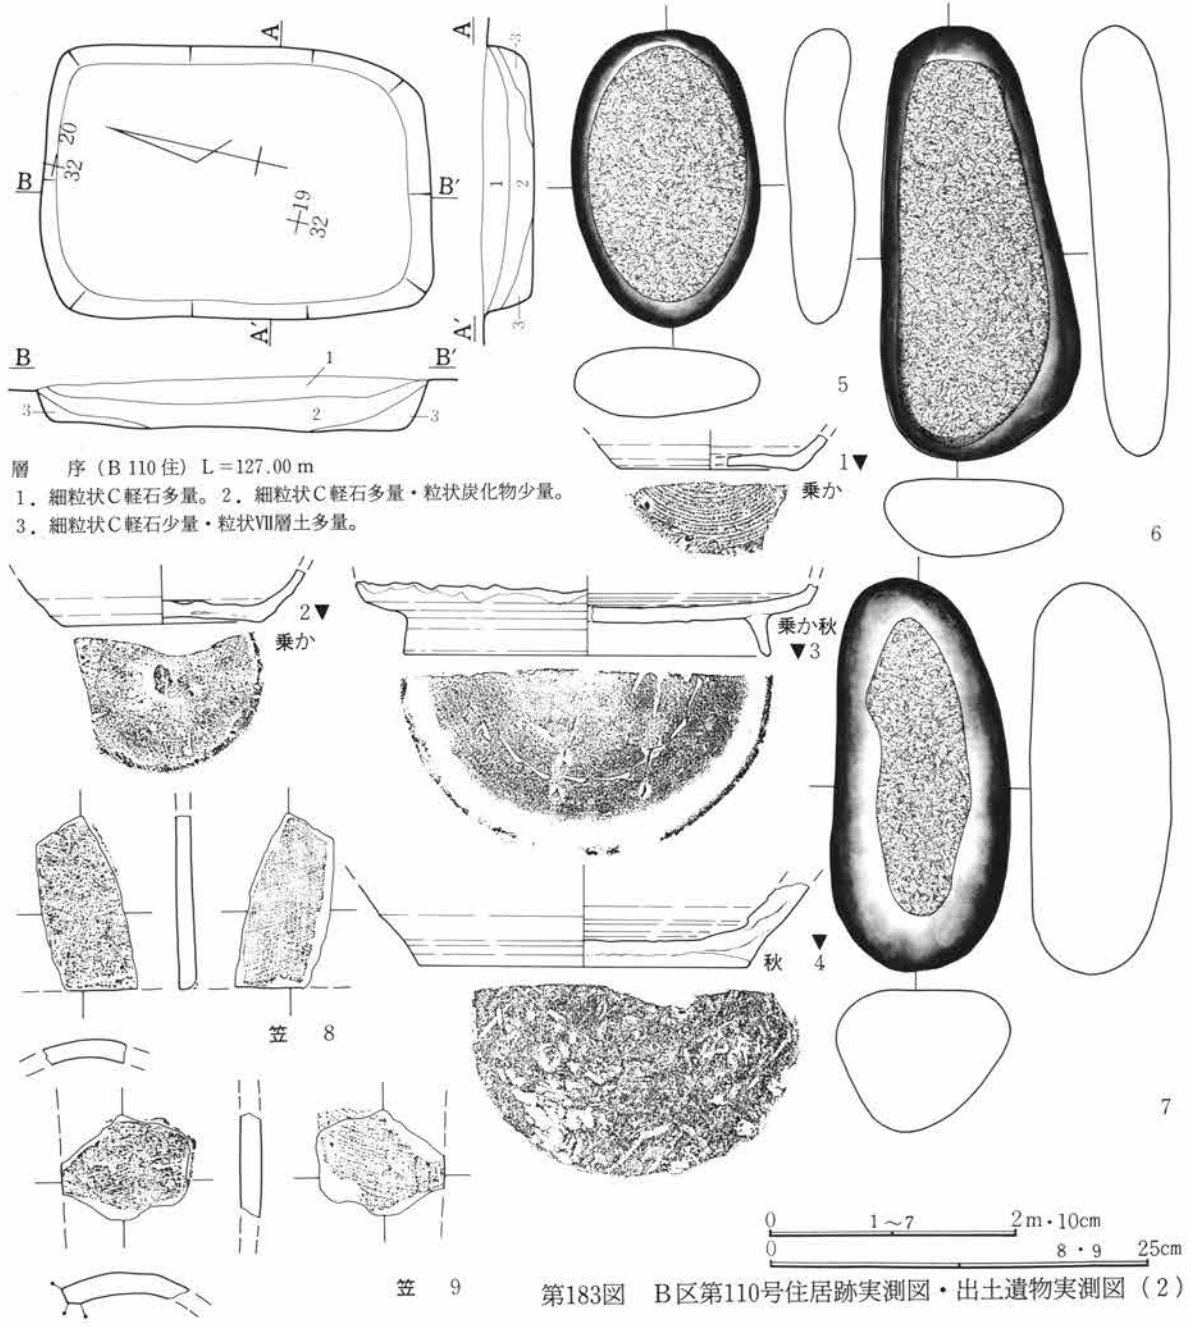 A
A
3
20
32
B
B′
19
32
1
2
A′
A′
3
B
B′
1
3
2
3
層　序（B 110 住）L＝127.00 m
1．細粒状C軽石多量。2．細粒状C軽石多量・粒状炭化物少量。
3．細粒状C軽石少量・粒状Ⅶ層土多量。
5
1▼
乗か
6
2▼
乗か
乗か秋
▼3
▼
秋 4
7
笠 8
笠 9
0 1～7 2m・10cm
0 8・9 25cm
第183図　B区第110号住居跡実測図・出土遺物実測図（2）